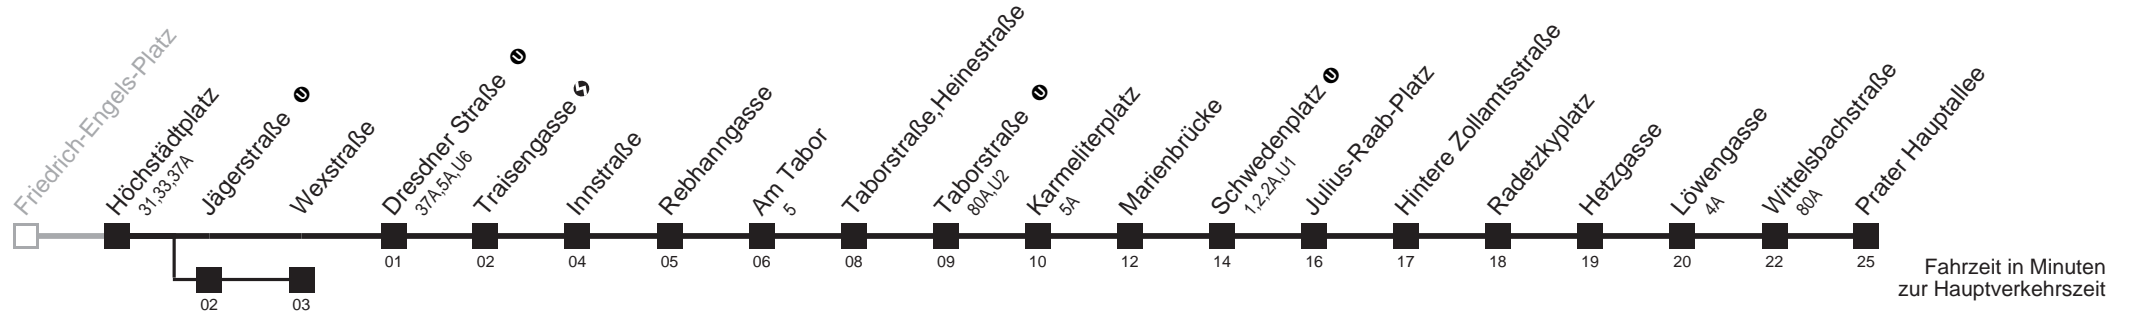 Friedrich-Engels-Platz
Höchstädtplatz
31,33,37A
Jägerstraße U
Wexstraße
Dresdner Straße U
37A,5A,U6
Traisengasse
Innstraße
Rebhanngasse
Am Tabor
5
Taborstraße,Heinestraße
Taborstraße U
80A,U2
Karmeliterplatz
5A
Marienbrücke
Schwedenplatz U
1,2,2A,U1
Julius-Raab-Platz
Hintere Zollamtsstraße
Radetzkyplatz
Hetzgasse
Löwengasse
4A
Wittelsbachstraße
80A
Prater Hauptallee
01 02 04 05 06 08 09 10 12 14 16 17 18 19 20 22 25
02 03
Fahrzeit in Minuten
zur Hauptverkehrszeit